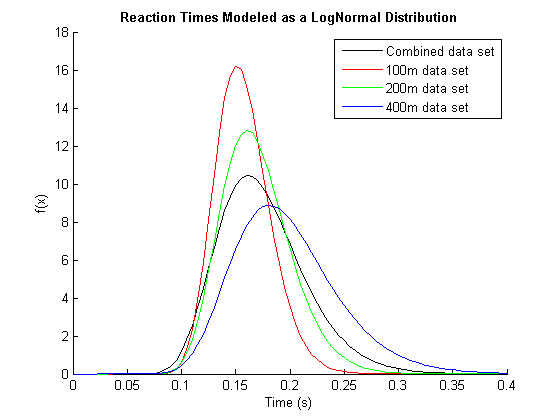 Reaction Times Modeled as a LogNormal Distribution
18
16
14
12
10
8
6
4
2
0
f(x)
Combined data set
100m data set
200m data set
400m data set
0 0.05 0.1 0.15 0.2 0.25 0.3 0.35 0.4
Time (s)